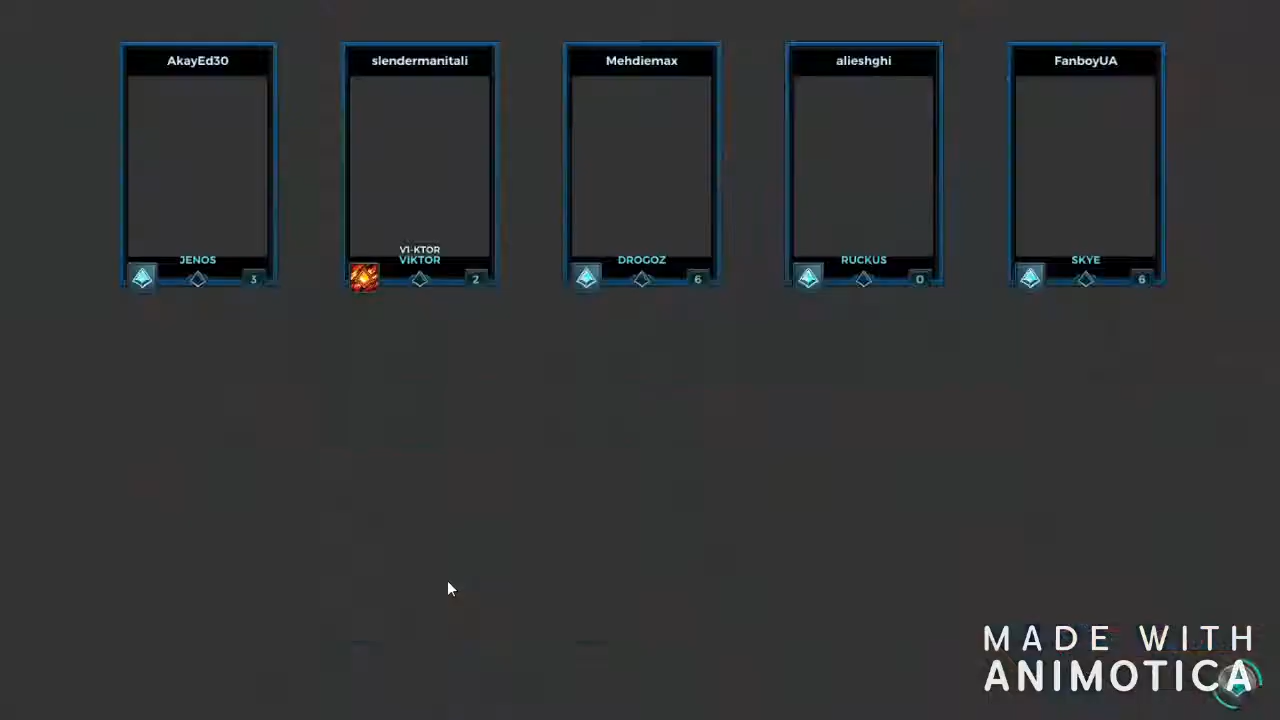 AkayEd30
slendermanitali
Mehdiemax
alieshghi
FanboyUA
JENOS
V1-KTOR
VIKTOR
DROGOZ
RUCKUS
SKYE
3
2
6
0
6
MADE WITH
ANIMOTICA